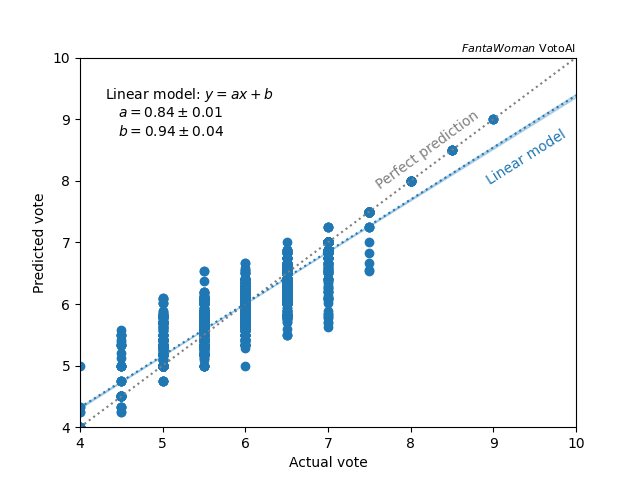 FantaWoman VotoAI
10
Linear model: y = ax + b
a = 0.84 ± 0.01
b = 0.94 ± 0.04
Perfect prediction
Linear model
9
8
7
6
5
4
Predicted vote
4 5 6 7 8 9 10
Actual vote